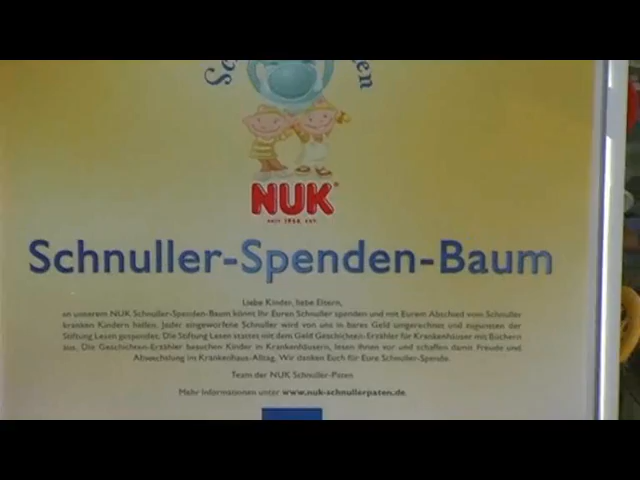 NUK
SEIT 1956
Schnuller-Spenden-Baum
Liebe Kinder, liebe Eltern,
an unserem NUK Schnuller-Spenden-Baum könnt Ihr Euren Schnuller spenden und mit Eurem Abschied vom Schnuller
kranken Kindern helfen. Jeder eingeworfene Schnuller wird von uns in bares Geld umgerechnet und zugunsten der
Stiftung Lesen gespendet. Die Stiftung Lesen stattet mit dem Geld Geschichten-Erzähler für Krankenhäuser mit Büchern
aus. Die Geschichten-Erzähler besuchen Kinder in Krankenhäusern, lesen ihnen vor und schaffen damit Freude und
Abwechslung im Krankenhaus-Alltag. Wir danken Euch für Eure Schnuller-Spende.
Team der NUK Schnuller-Paten
Mehr Informationen unter www.nuk-schnullerpaten.de